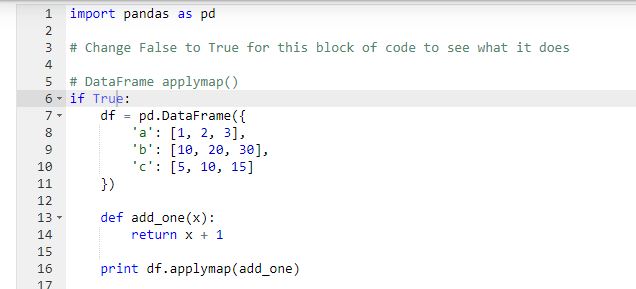 1 import pandas as pd
2
3 # Change False to True for this block of code to see what it does
4
5 # DataFrame applymap()
6 if True:
7     df = pd.DataFrame({
8         'a': [1, 2, 3],
9         'b': [10, 20, 30],
10         'c': [5, 10, 15]
11     })
12
13     def add_one(x):
14         return x + 1
15
16     print df.applymap(add_one)
17